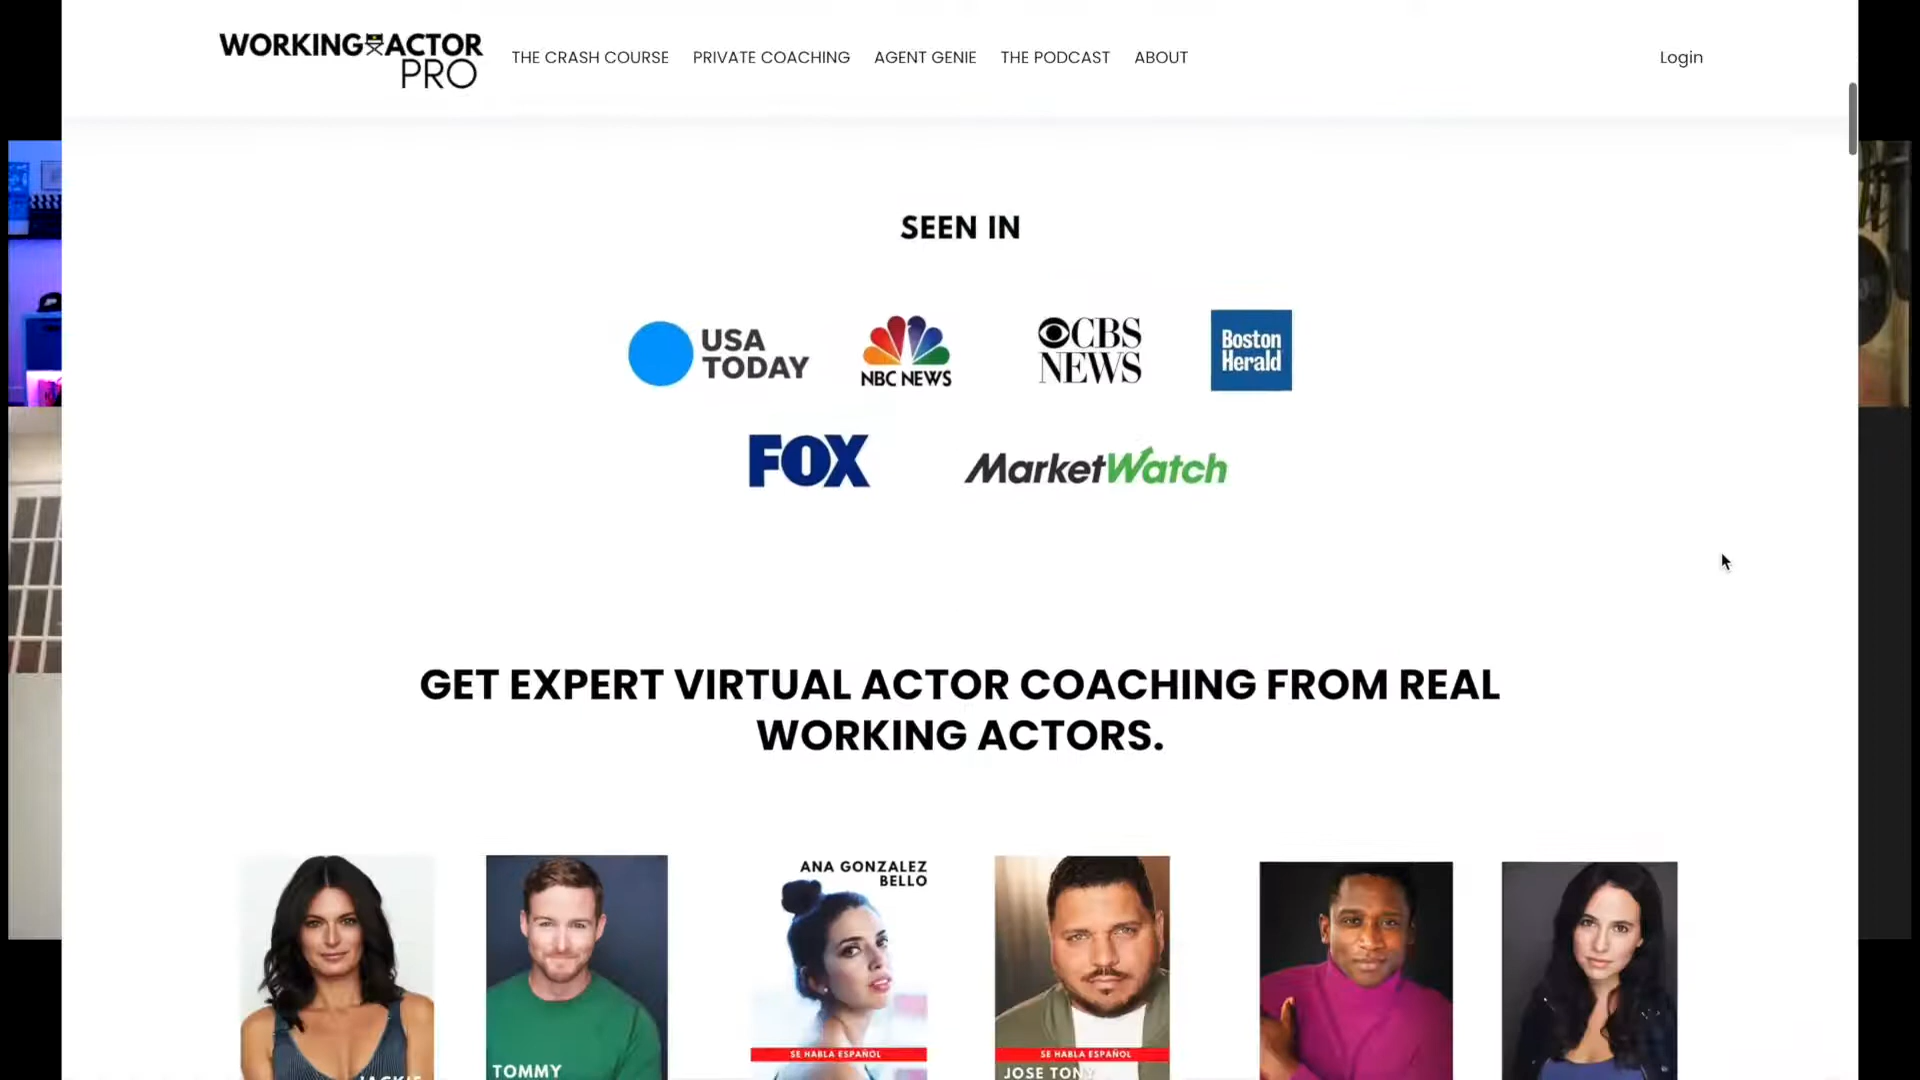 WORKING ACTOR
PRO
THE CRASH COURSE
PRIVATE COACHING
AGENT GENIE
THE PODCAST
ABOUT
Login
SEEN IN
USA
TODAY
NBC NEWS
CBS
NEWS
Boston
Herald
FOX
MarketWatch
GET EXPERT VIRTUAL ACTOR COACHING FROM REAL
WORKING ACTORS.
ANA GONZALEZ
BELLO
SE HABLA ESPAÑOL
SE HABLA ESPAÑOL
TOMMY
JOSE TONY